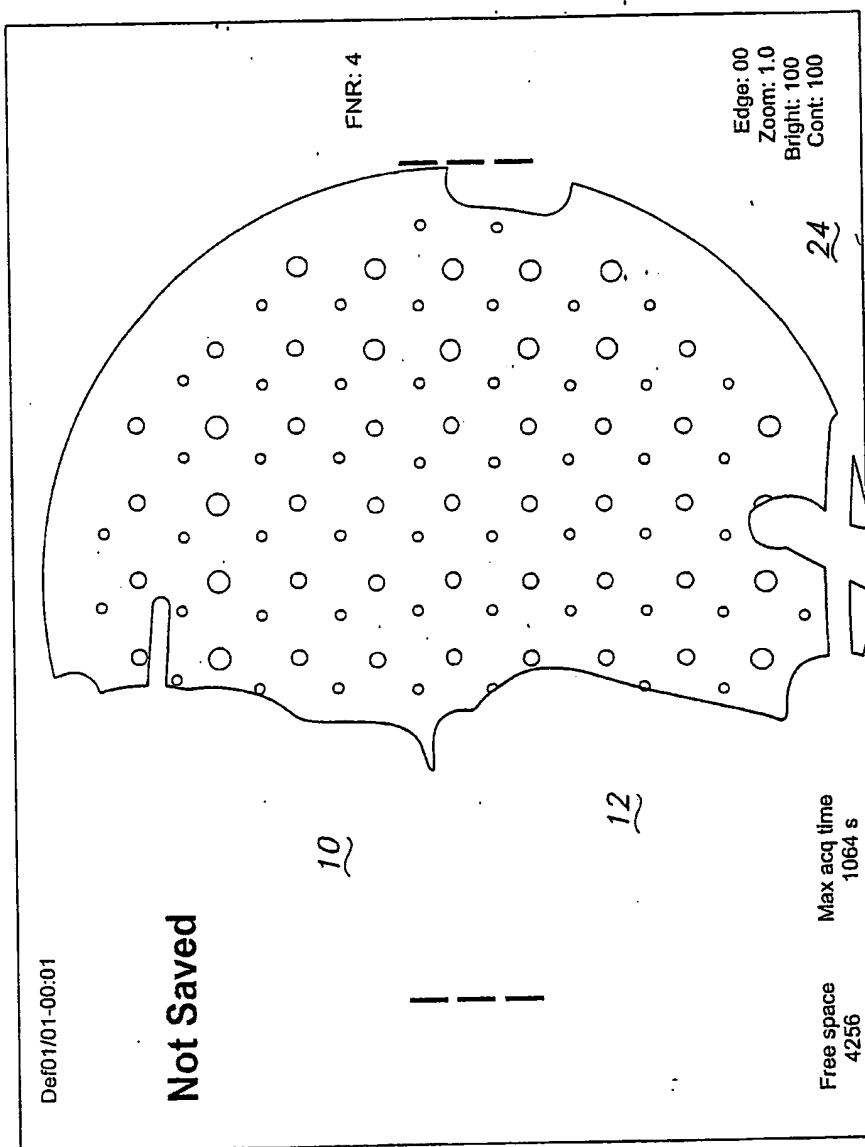 Def01/01-00:01
Not Saved
FNR: 4
10
12
24
Free space
4256
Max acq time
1064 s
Edge: 00
Zoom: 1.0
Bright: 100
Cont: 100